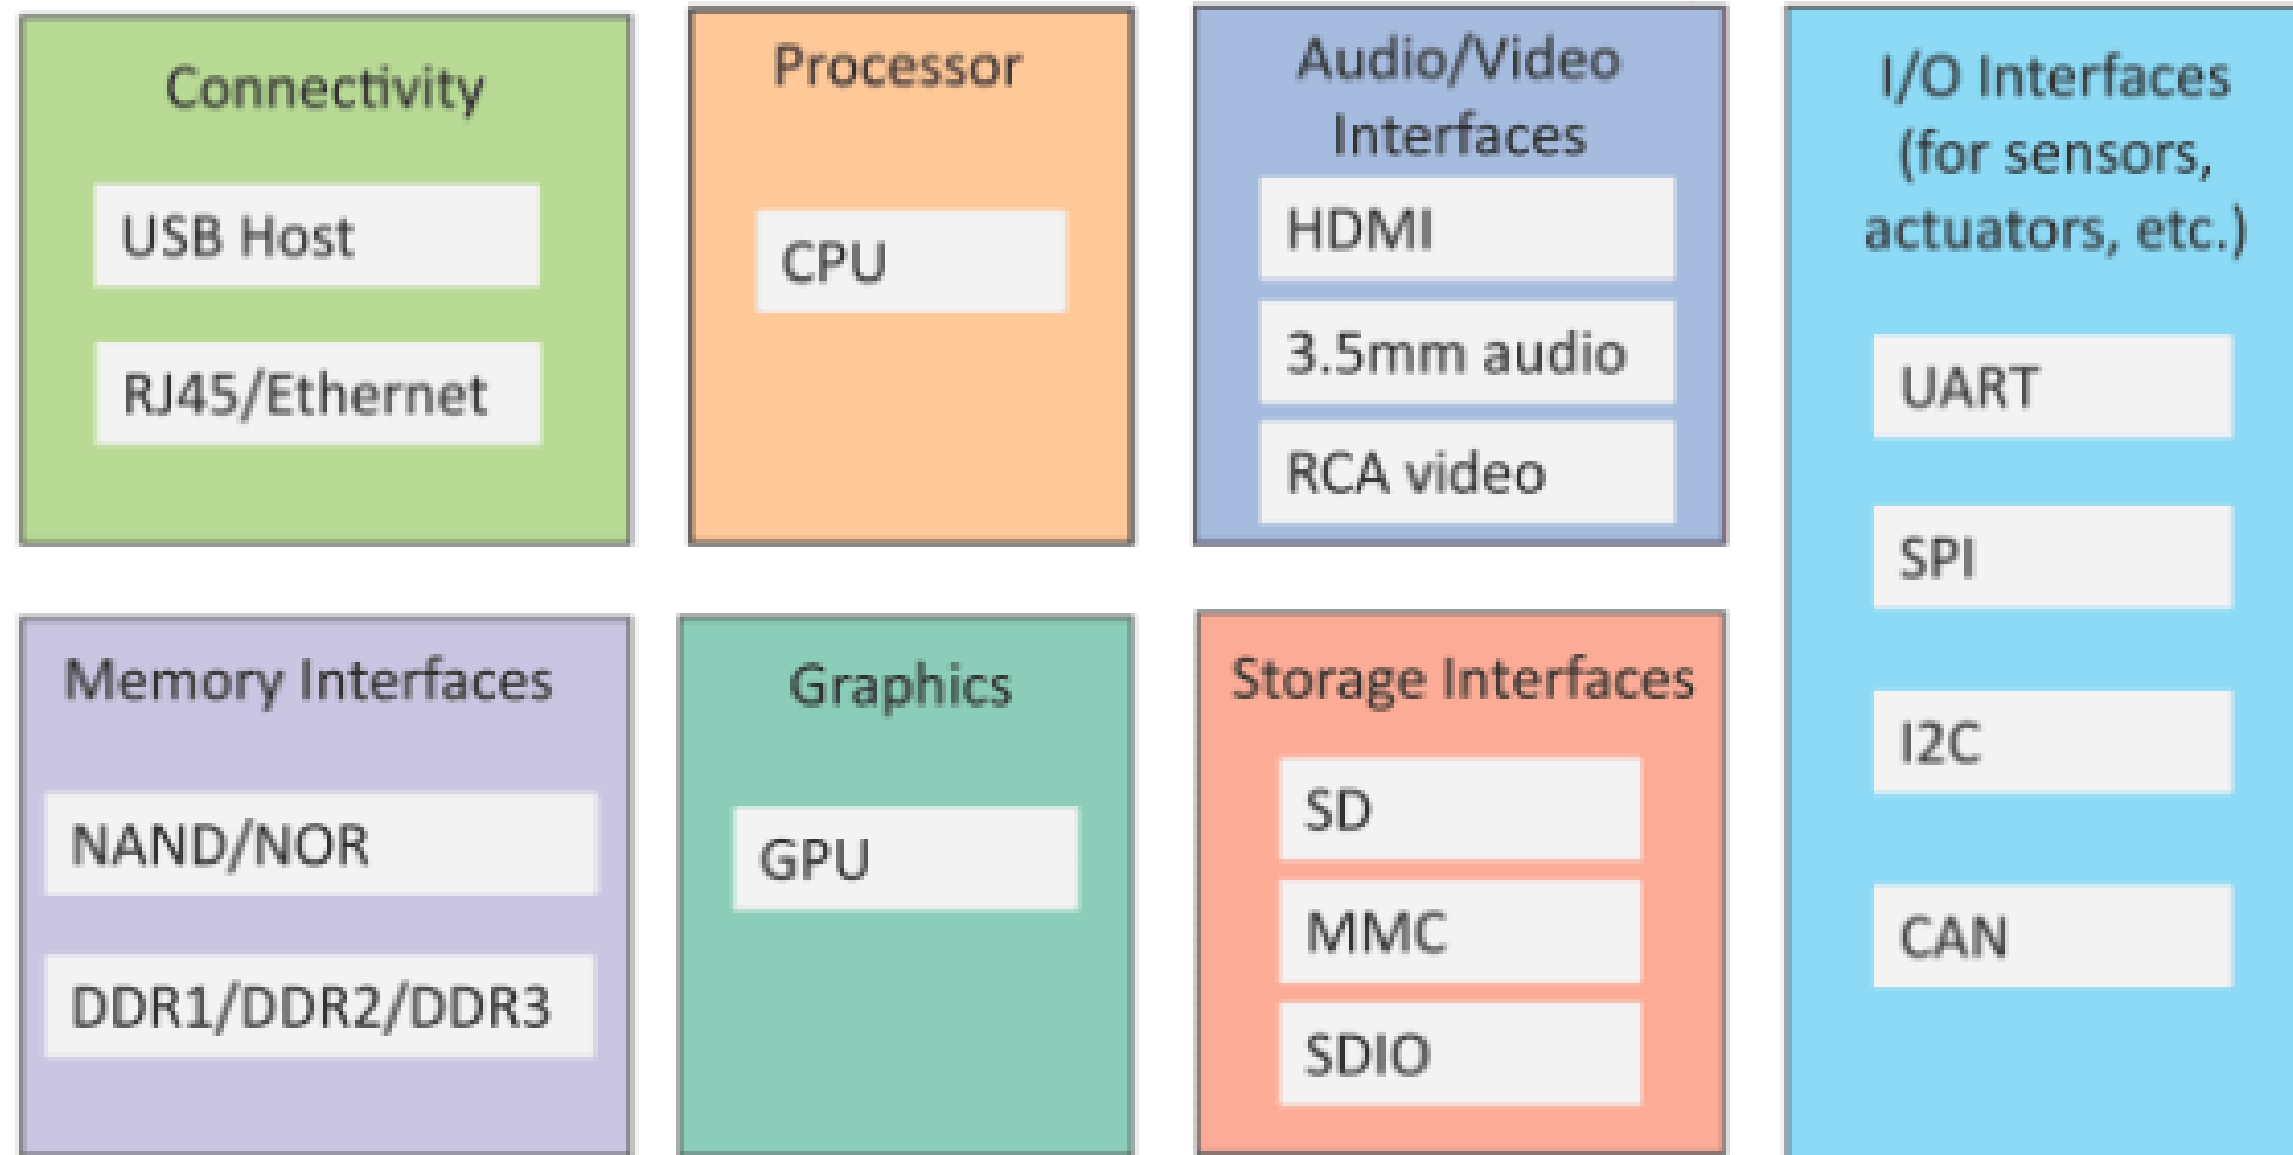 Connectivity
USB Host
RJ45/Ethernet
Processor
CPU
Audio/Video
Interfaces
HDMI
3.5mm audio
RCA video
I/O Interfaces
(for sensors,
actuators, etc.)
UART
SPI
I2C
CAN
Memory Interfaces
NAND/NOR
DDR1/DDR2/DDR3
Graphics
GPU
Storage Interfaces
SD
MMC
SDIO